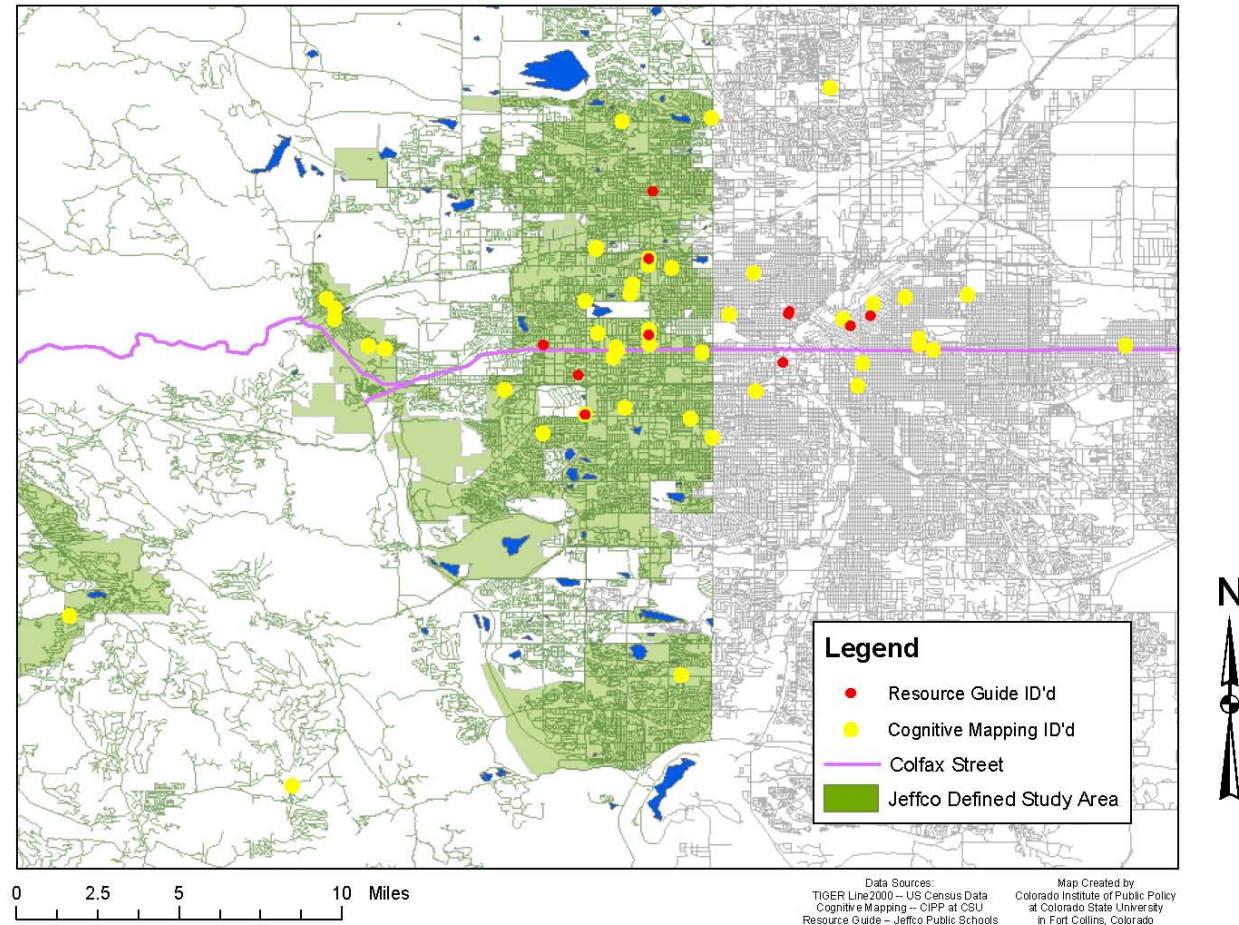 N
Legend
Resource Guide ID'd
Cognitive Mapping ID'd
Colfax Street
Jeffco Defined Study Area
0 2.5 5 10 Miles
Data Sources:
TIGER Line2000 -- US Census Data
Cognitive Mapping -- CIPP at CSU
Resource Guide – Jeffco Public Schools
Map Created by
Colorado Institute of Public Policy
at Colorado State University
in Fort Collins, Colorado